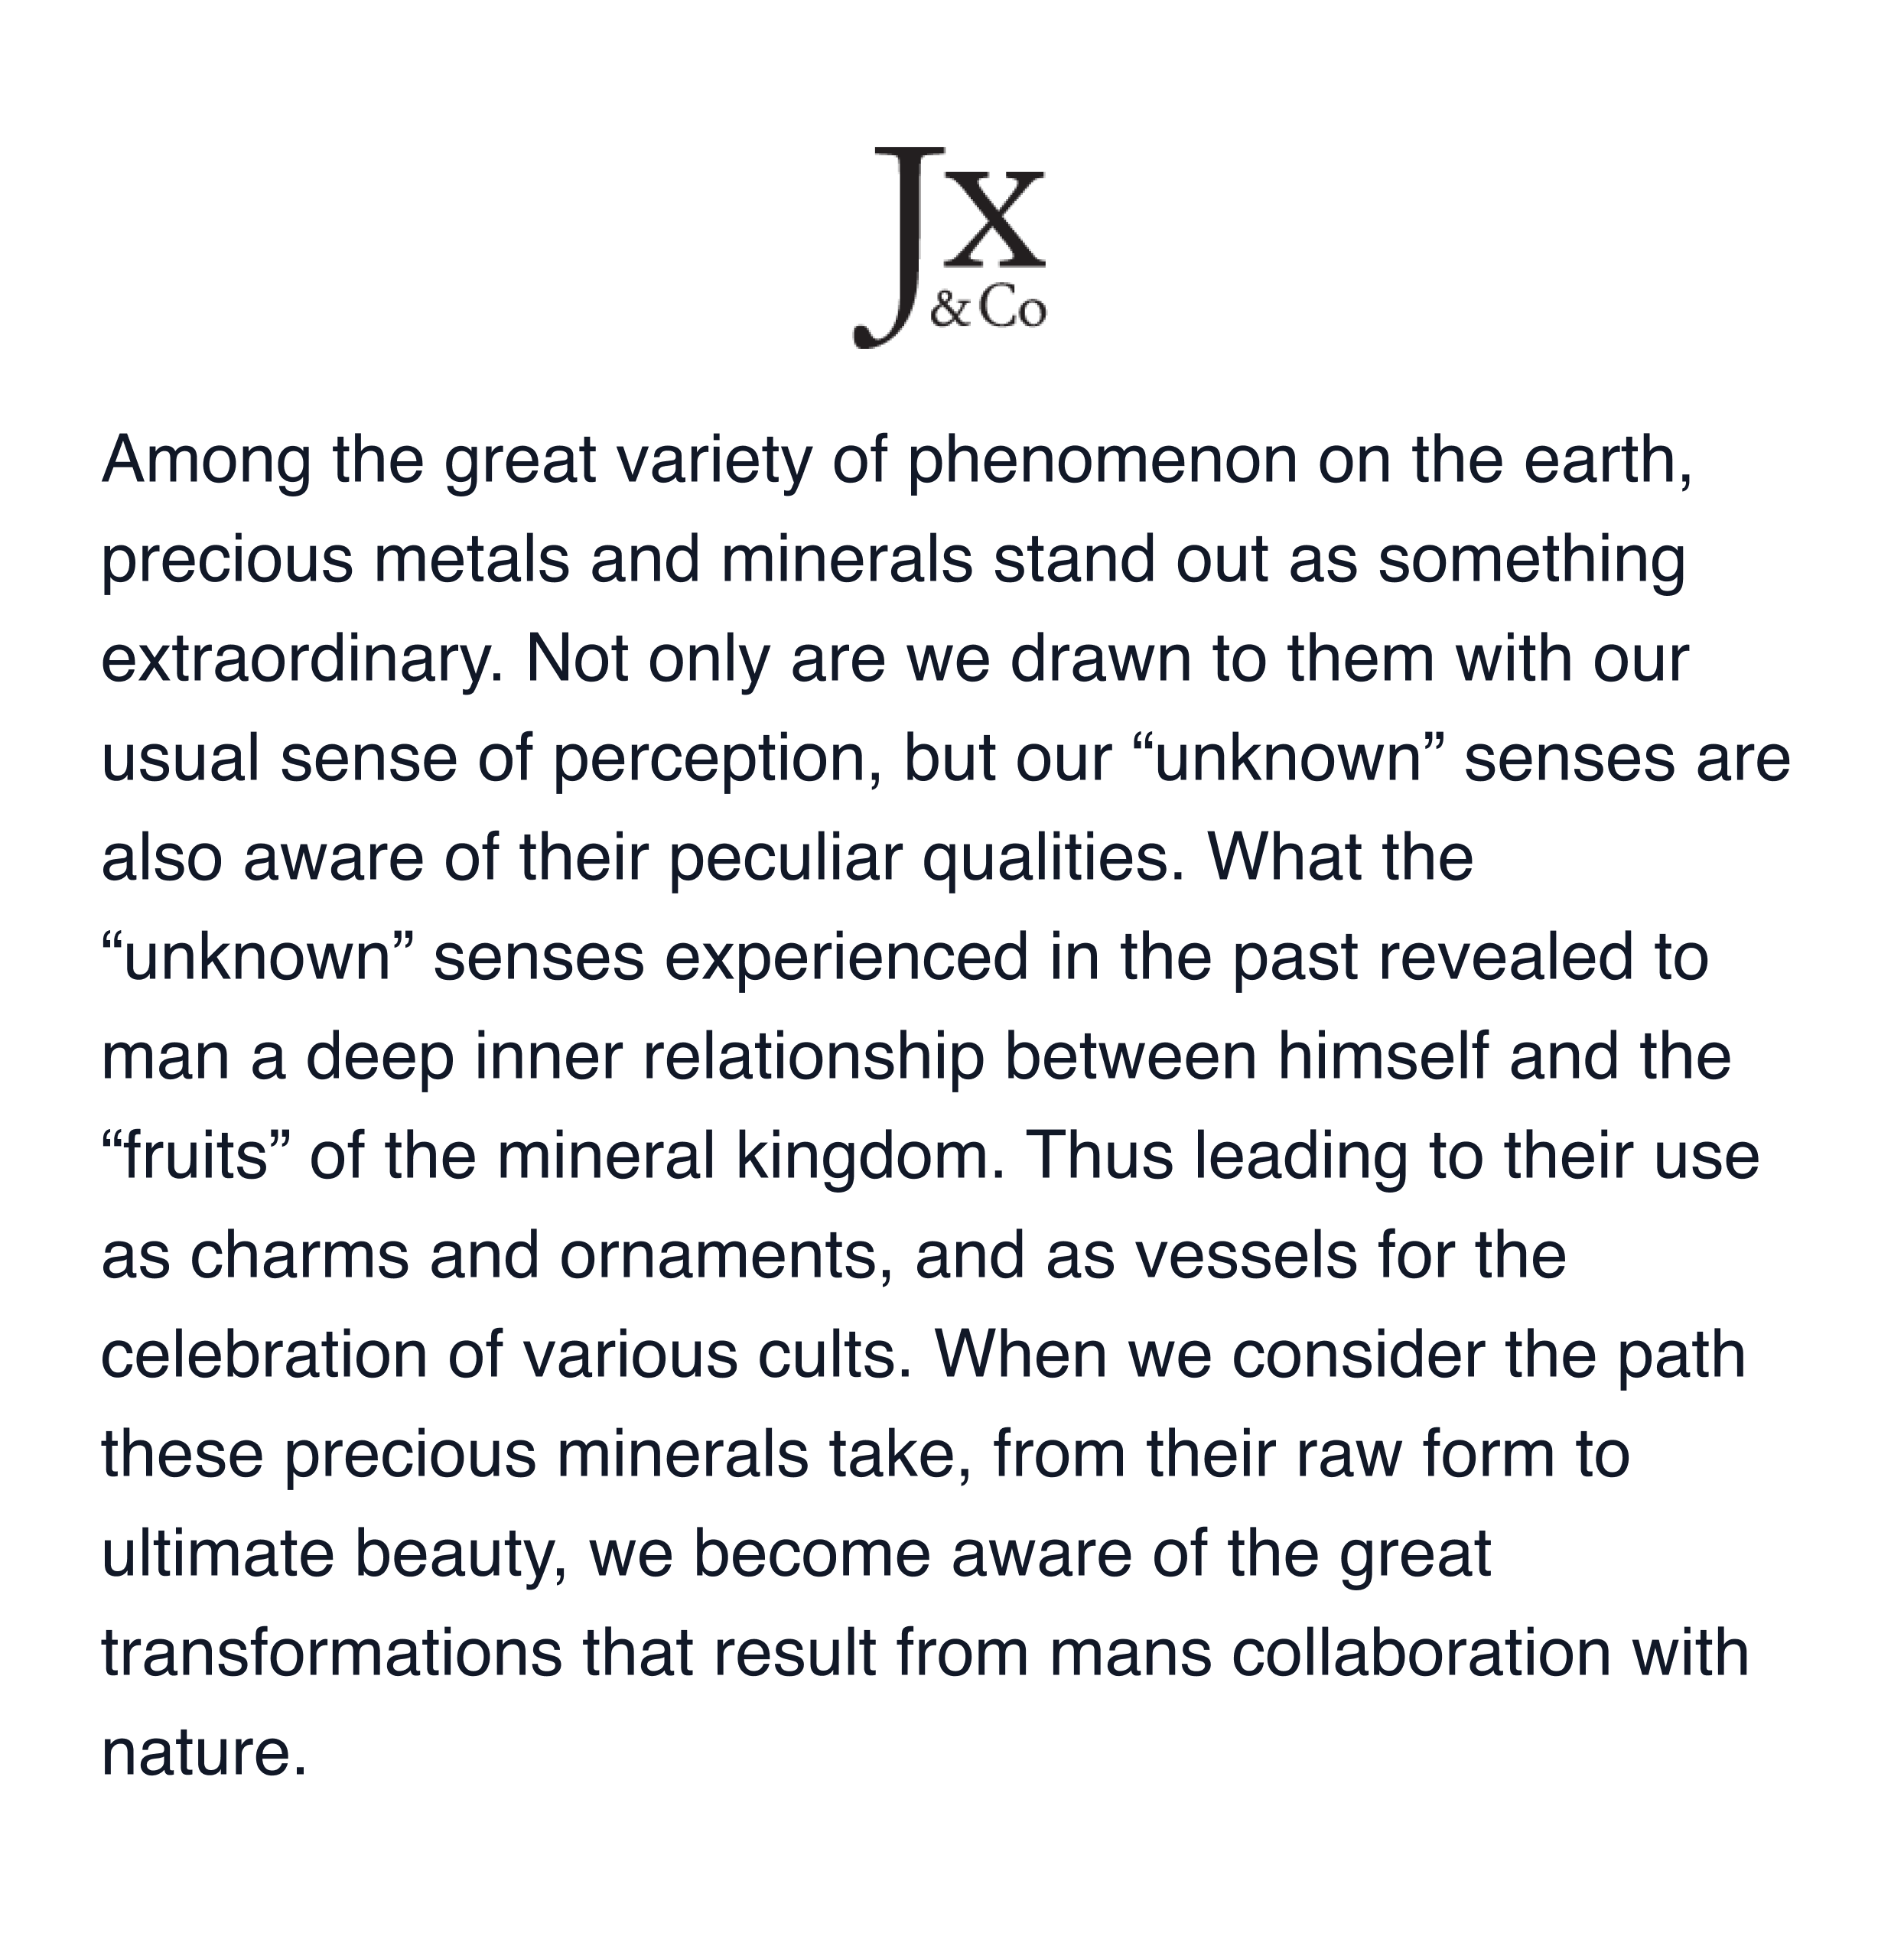 Jx
& Co
Among the great variety of phenomenon on the earth,
precious metals and minerals stand out as something
extraordinary. Not only are we drawn to them with our
usual sense of perception, but our “unknown” senses are
also aware of their peculiar qualities. What the
“unknown” senses experienced in the past revealed to
man a deep inner relationship between himself and the
“fruits” of the mineral kingdom. Thus leading to their use
as charms and ornaments, and as vessels for the
celebration of various cults. When we consider the path
these precious minerals take, from their raw form to
ultimate beauty, we become aware of the great
transformations that result from mans collaboration with
nature.